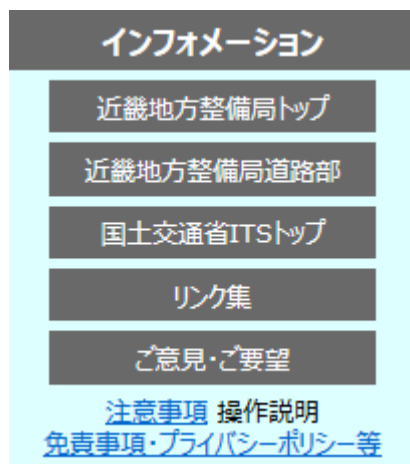 インフォメーション
近畿地方整備局トップ
近畿地方整備局道路部
国土交通省ITSトップ
リンク集
ご意見・ご要望
注意事項 操作説明
免責事項・プライバシーポリシー等